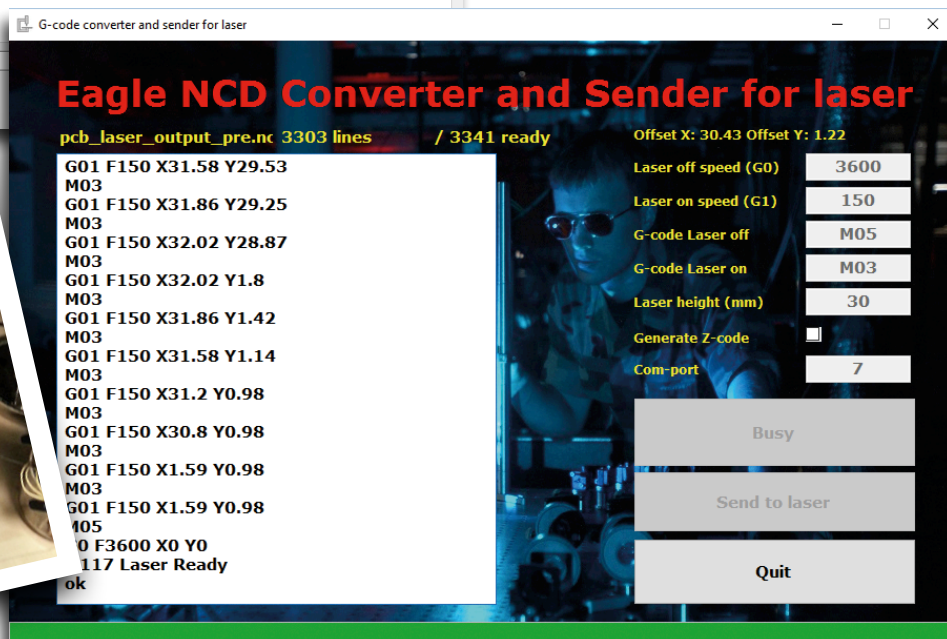 G-code converter and sender for laser
Eagle NCD Converter and Sender for laser
pcb_laser_output_pre.nc 3303 lines / 3341 ready
G01 F150 X31.58 Y29.53
M03
G01 F150 X31.86 Y29.25
M03
G01 F150 X32.02 Y28.87
M03
G01 F150 X32.02 Y1.8
M03
G01 F150 X31.86 Y1.42
M03
G01 F150 X31.58 Y1.14
M03
G01 F150 X31.2 Y0.98
M03
G01 F150 X30.8 Y0.98
M03
G01 F150 X1.59 Y0.98
M03
G01 F150 X1.59 Y0.98
M05
0 F3600 X0 Y0
117 Laser Ready
ok
Offset X: 30.43 Offset Y: 1.22
Laser off speed (G0) 3600
Laser on speed (G1) 150
G-code Laser off M05
G-code Laser on M03
Laser height (mm) 30
Generate Z-code
Com-port 7
Busy
Send to laser
Quit